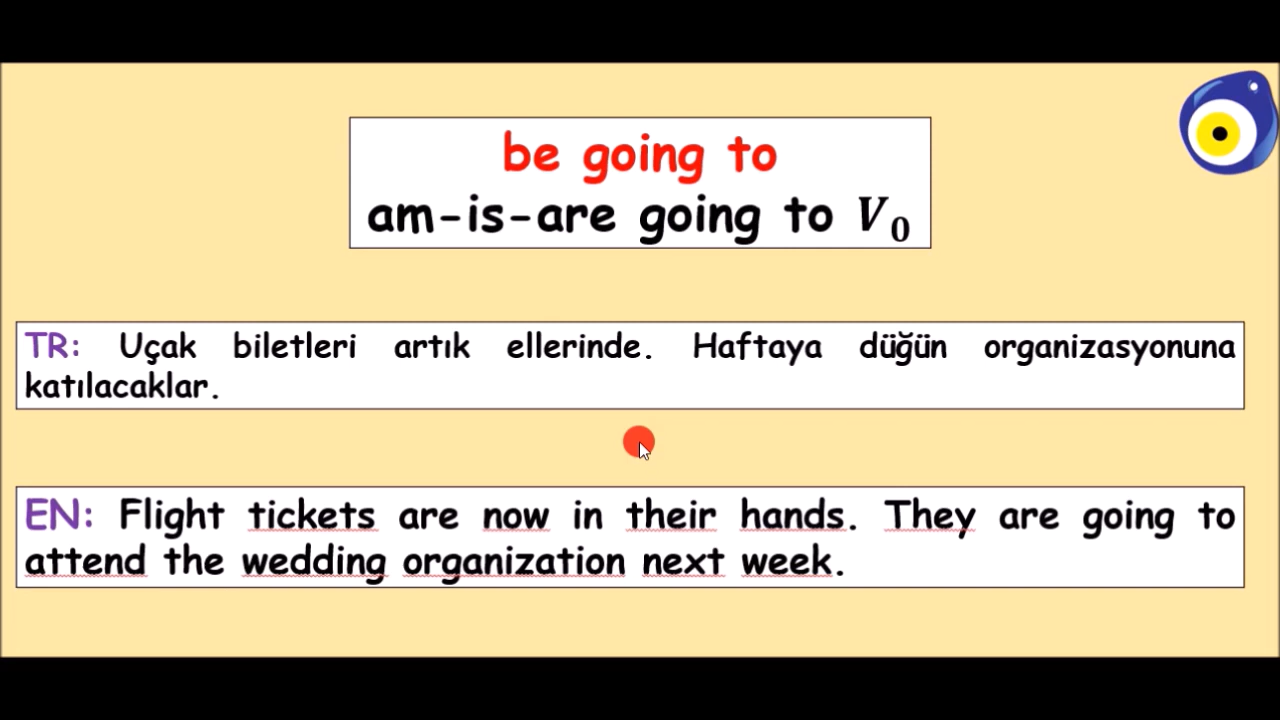 be going to
am-is-are going to V₀
TR: Uçak biletleri artık ellerinde. Haftaya düğün organizasyonuna
katılacaklar.
EN: Flight tickets are now in their hands. They are going to
attend the wedding organization next week.